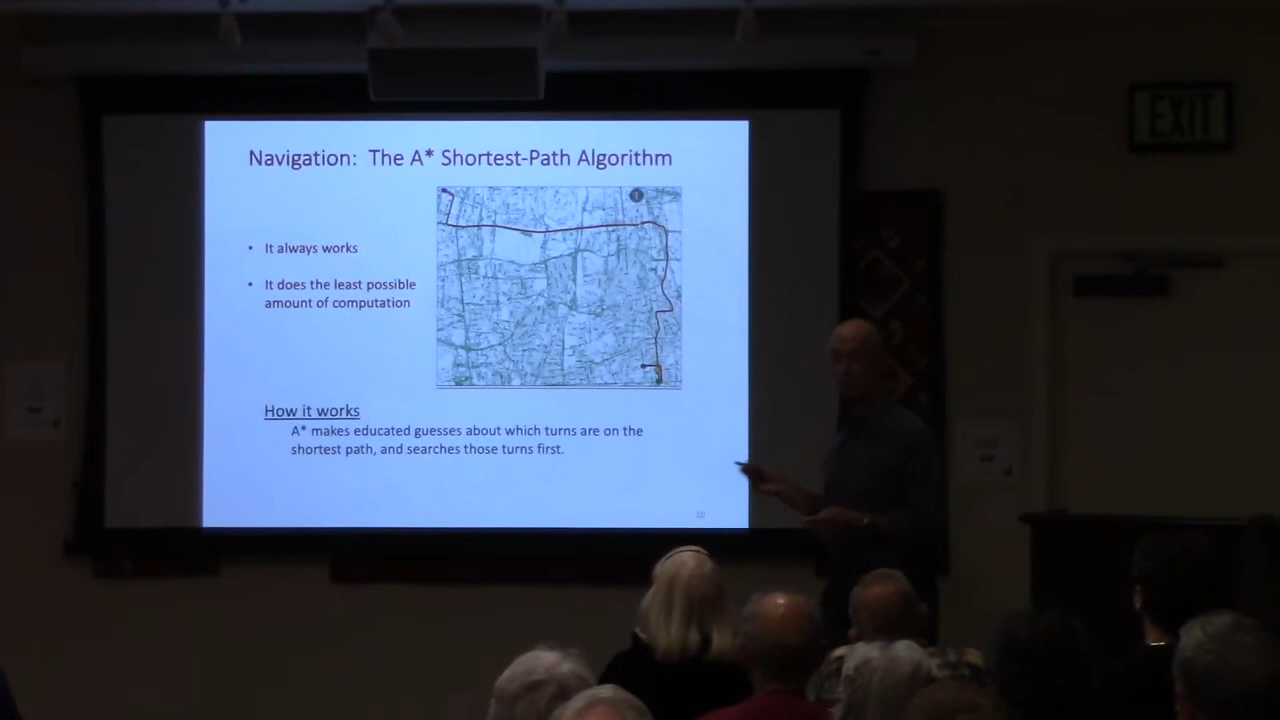 EXIT
Navigation: The A* Shortest-Path Algorithm
• It always works
• It does the least possible
amount of computation
How it works
A* makes educated guesses about which turns are on the
shortest path, and searches those turns first.
10